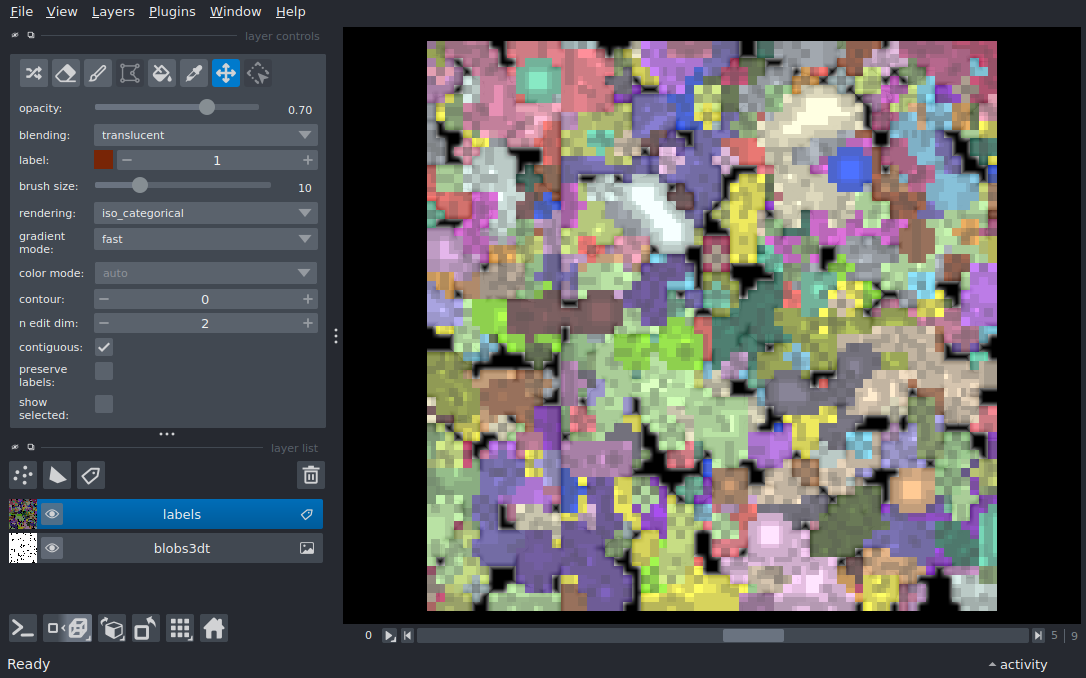 File View Layers Plugins Window Help
layer controls
opacity: 0.70
blending: translucent
label: 1
brush size: 10
rendering: iso_categorical
gradient
mode: fast
color mode: auto
contour: 0
n edit dim: 2
contiguous:
preserve
labels:
show
selected:
layer list
labels
blobs3dt
0 5 9
Ready activity